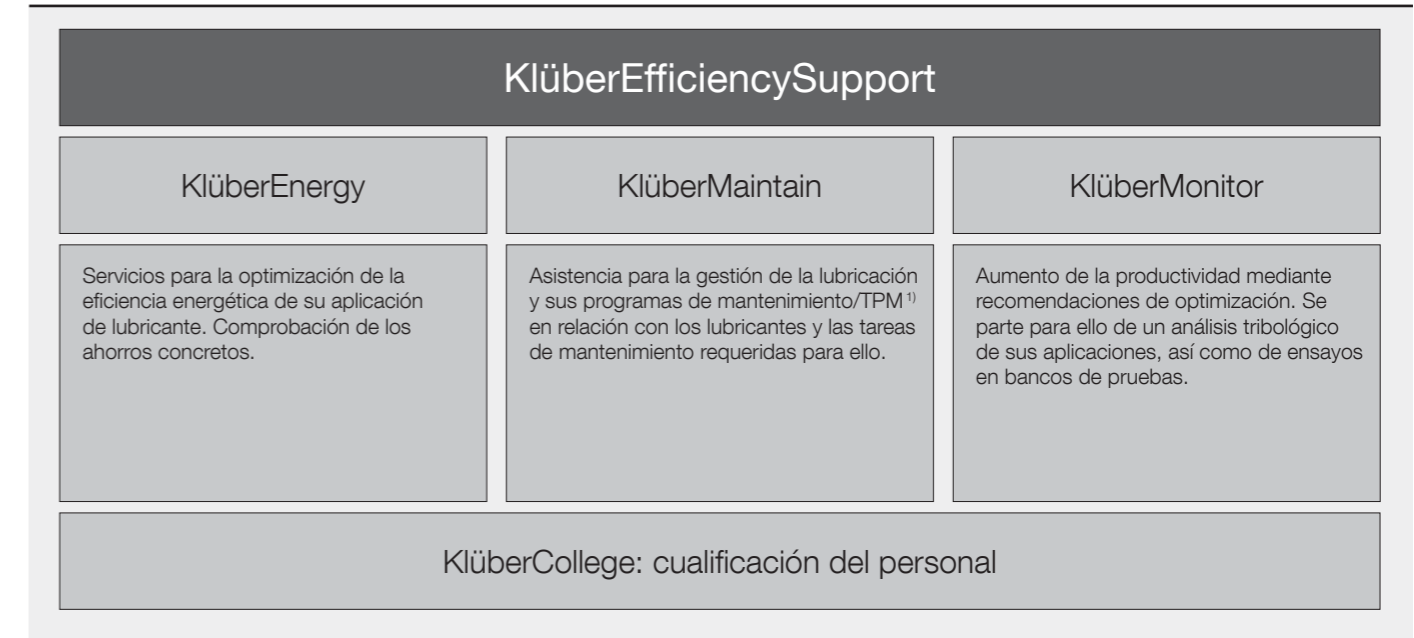 KlüberEfficiencySupport
KlüberEnergy
KlüberMaintain
KlüberMonitor
Servicios para la optimización de la
eficiencia energética de su aplicación
de lubricante. Comprobación de los
ahorros concretos.
Asistencia para la gestión de la lubricación
y sus programas de mantenimiento/TPM 1)
en relación con los lubricantes y las tareas
de mantenimiento requeridas para ello.
Aumento de la productividad mediante
recomendaciones de optimización. Se
parte para ello de un análisis tribológico
de sus aplicaciones, así como de ensayos
en bancos de pruebas.
KlüberCollege: cualificación del personal